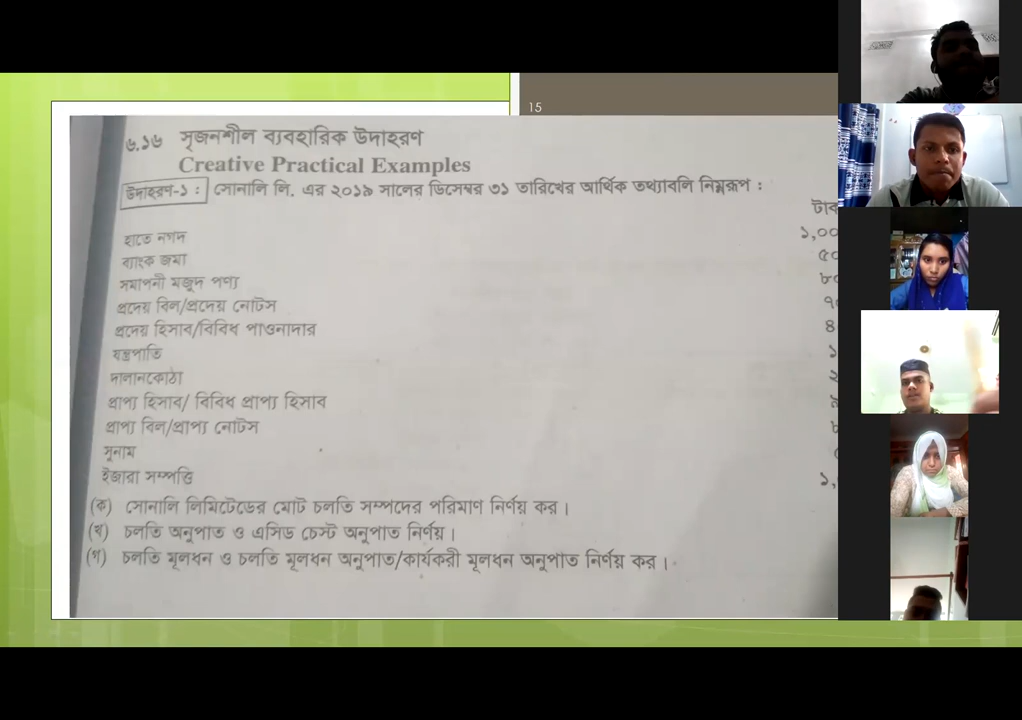 15
৬.১৬ সৃজনশীল ব্যবহারিক উদাহরণ
Creative Practical Examples
উদাহরণ-১ : সোনালি লি. এর ২০১৯ সালের ডিসেম্বর ৩১ তারিখের আর্থিক তথ্যাবলি নিম্নরূপ :
হাতে নগদ
ব্যাংক জমা
সমাপনী মজুদ পণ্য
প্রদেয় বিল/প্রদেয় নোটস
প্রদেয় হিসাব/বিবিধ পাওনাদার
যন্ত্রপাতি
দালানকোঠা
প্রাপ্য হিসাব/ বিবিধ প্রাপ্য হিসাব
প্রাপ্য বিল/প্রাপ্য নোটস
সুনাম
ইজারা সম্পত্তি
(ক) সোনালি লিমিটেডের মোট চলতি সম্পদের পরিমাণ নির্ণয় কর।
(খ) চলতি অনুপাত ও এসিড চেস্ট অনুপাত নির্ণয়।
(গ) চলতি মূলধন ও চলতি মূলধন অনুপাত/কার্যকরী মূলধন অনুপাত নির্ণয় কর।